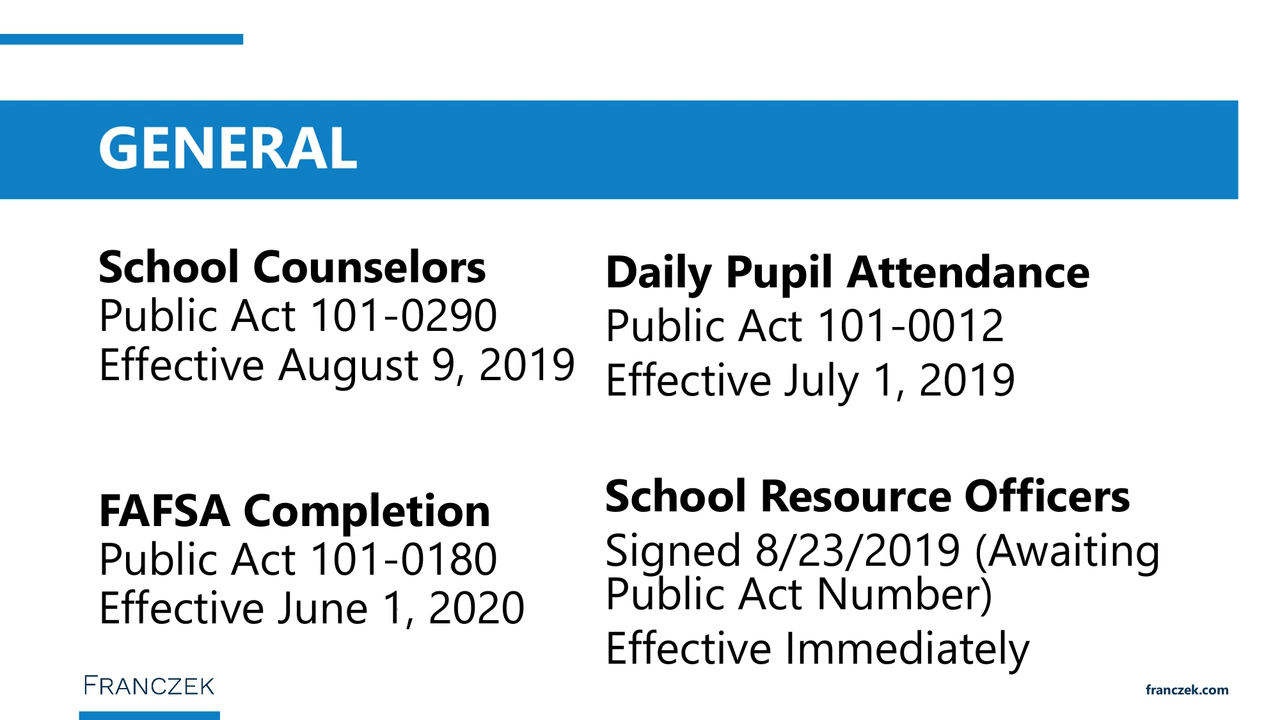 GENERAL
School Counselors
Public Act 101-0290
Effective August 9, 2019
FAFSA Completion
Public Act 101-0180
Effective June 1, 2020
Daily Pupil Attendance
Public Act 101-0012
Effective July 1, 2019
School Resource Officers
Signed 8/23/2019 (Awaiting
Public Act Number)
Effective Immediately
FRANCZEK
franczek.com